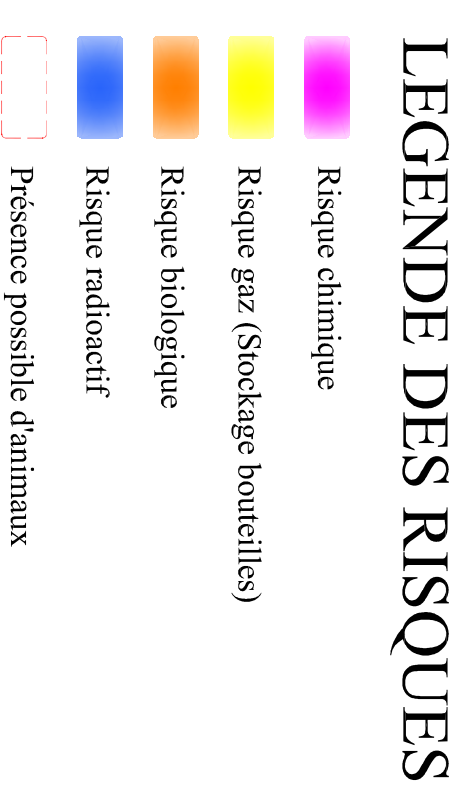 LEGENDE DES RISQUES
Risque chimique
Risque gaz (Stockage bouteilles)
Risque biologique
Risque radioactif
Présence possible d'animaux